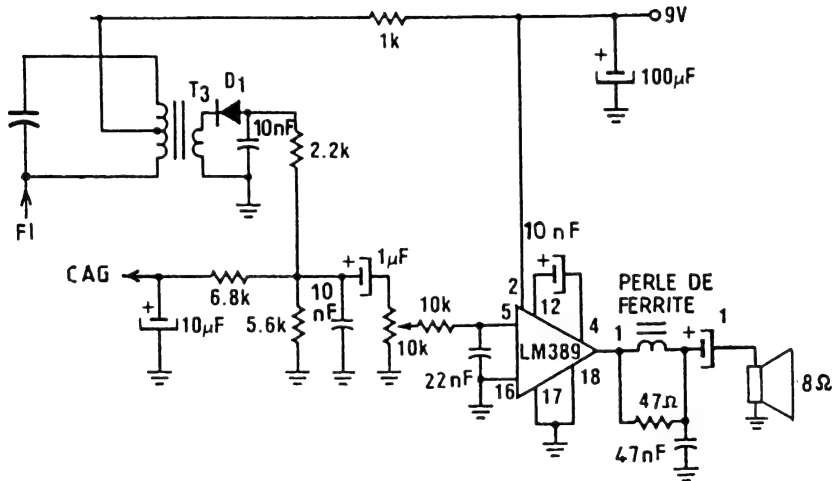 9V
1k
+
100µF
T3
D1
10nF
2.2k
FI
CAG
6.8k
+
10µF
5.6k
10
nF
+
1µF
10k
10k
22nF
10 nF
+
2
12
5
4
16
LM389
17
18
1
PERLE DE
FERRITE
+
1
47Ω
47nF
8Ω